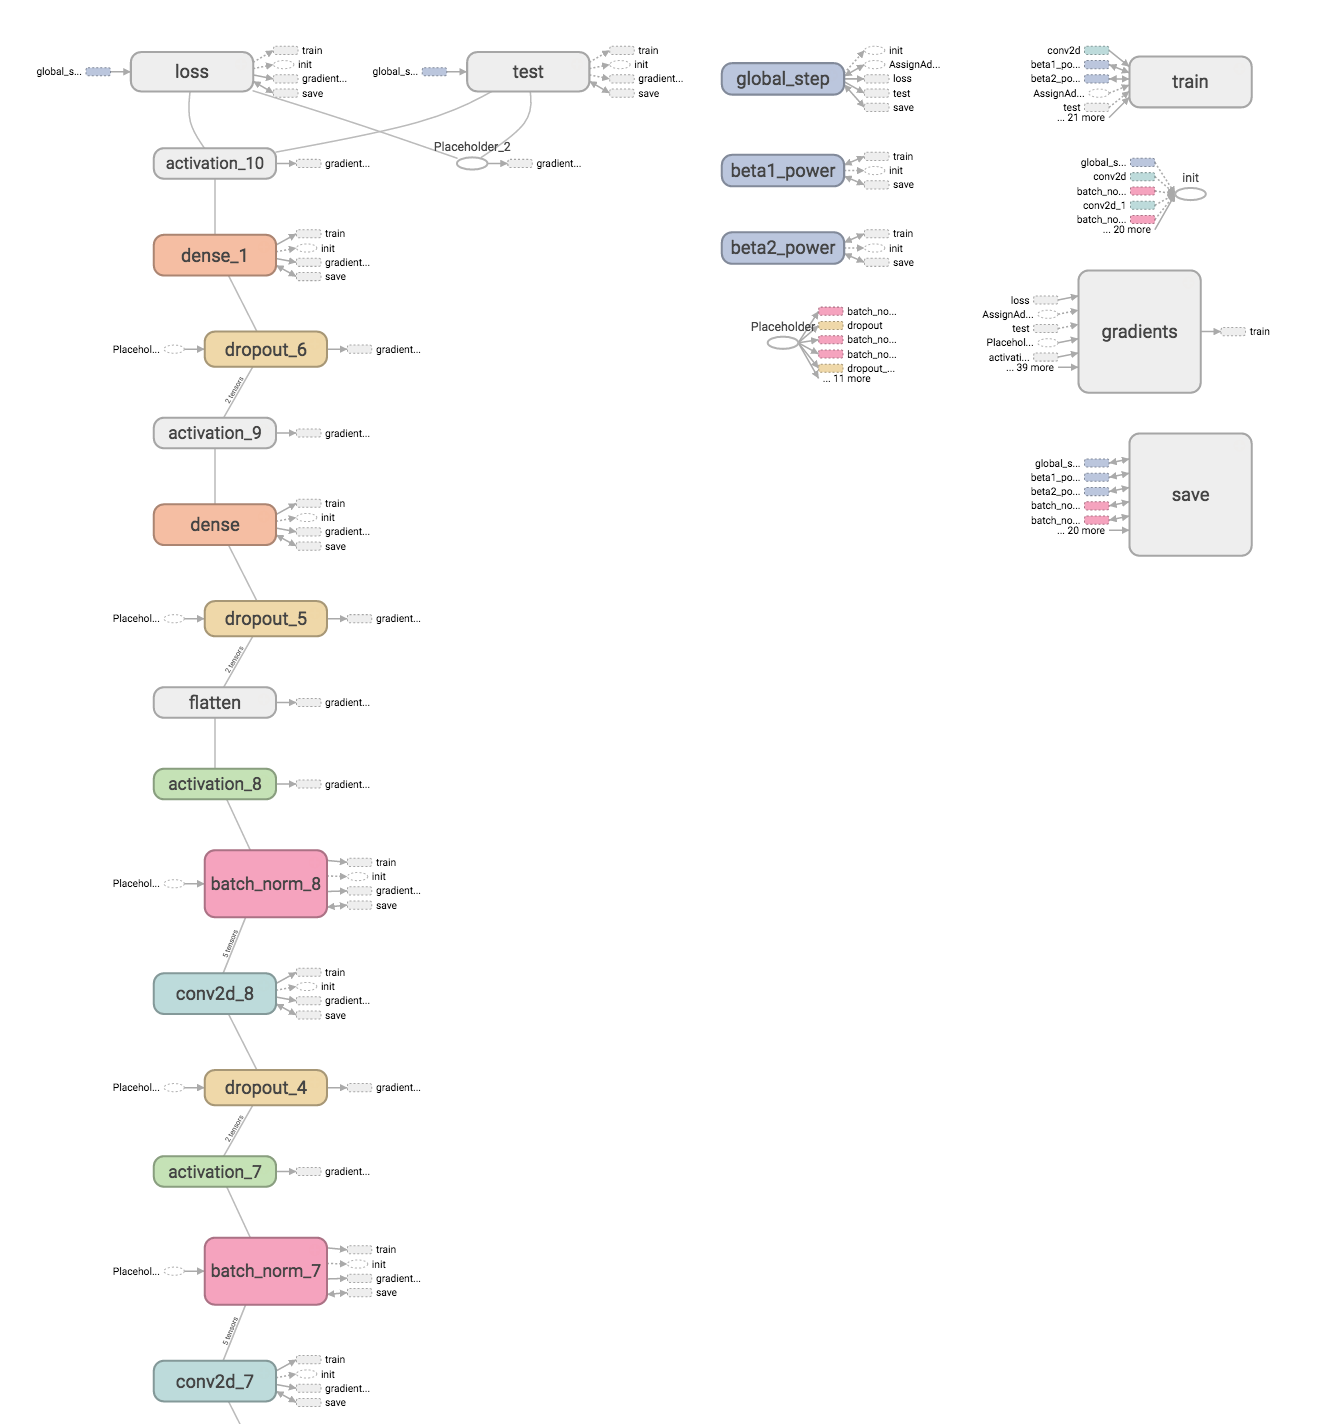 global_s...
loss
train
init
gradient...
save
global_s...
test
train
init
gradient...
save
activation_10
gradient...
Placeholder_2
gradient...
dense_1
train
init
gradient...
save
Placehol...
dropout_6
gradient...
2 tensors
activation_9
gradient...
dense
train
init
gradient...
save
Placehol...
dropout_5
gradient...
2 tensors
flatten
gradient...
activation_8
gradient...
Placehol...
batch_norm_8
train
init
gradient...
save
5 tensors
conv2d_8
train
init
gradient...
save
Placehol...
dropout_4
gradient...
2 tensors
activation_7
gradient...
Placehol...
batch_norm_7
train
init
gradient...
save
5 tensors
conv2d_7
train
init
gradient...
save
global_step
init
AssignAd...
loss
test
save
beta1_power
train
init
save
beta2_power
train
init
save
Placeholder
batch_no...
dropout
batch_no...
batch_no...
dropout_...
... 11 more
conv2d
beta1_po...
beta2_po...
AssignAd...
test
... 21 more
train
global_s...
conv2d
batch_no...
conv2d_1
batch_no...
... 20 more
init
loss
AssignAd...
test
Placehol...
activati...
... 39 more
gradients
train
global_s...
beta1_po...
beta2_po...
batch_no...
batch_no...
... 20 more
save